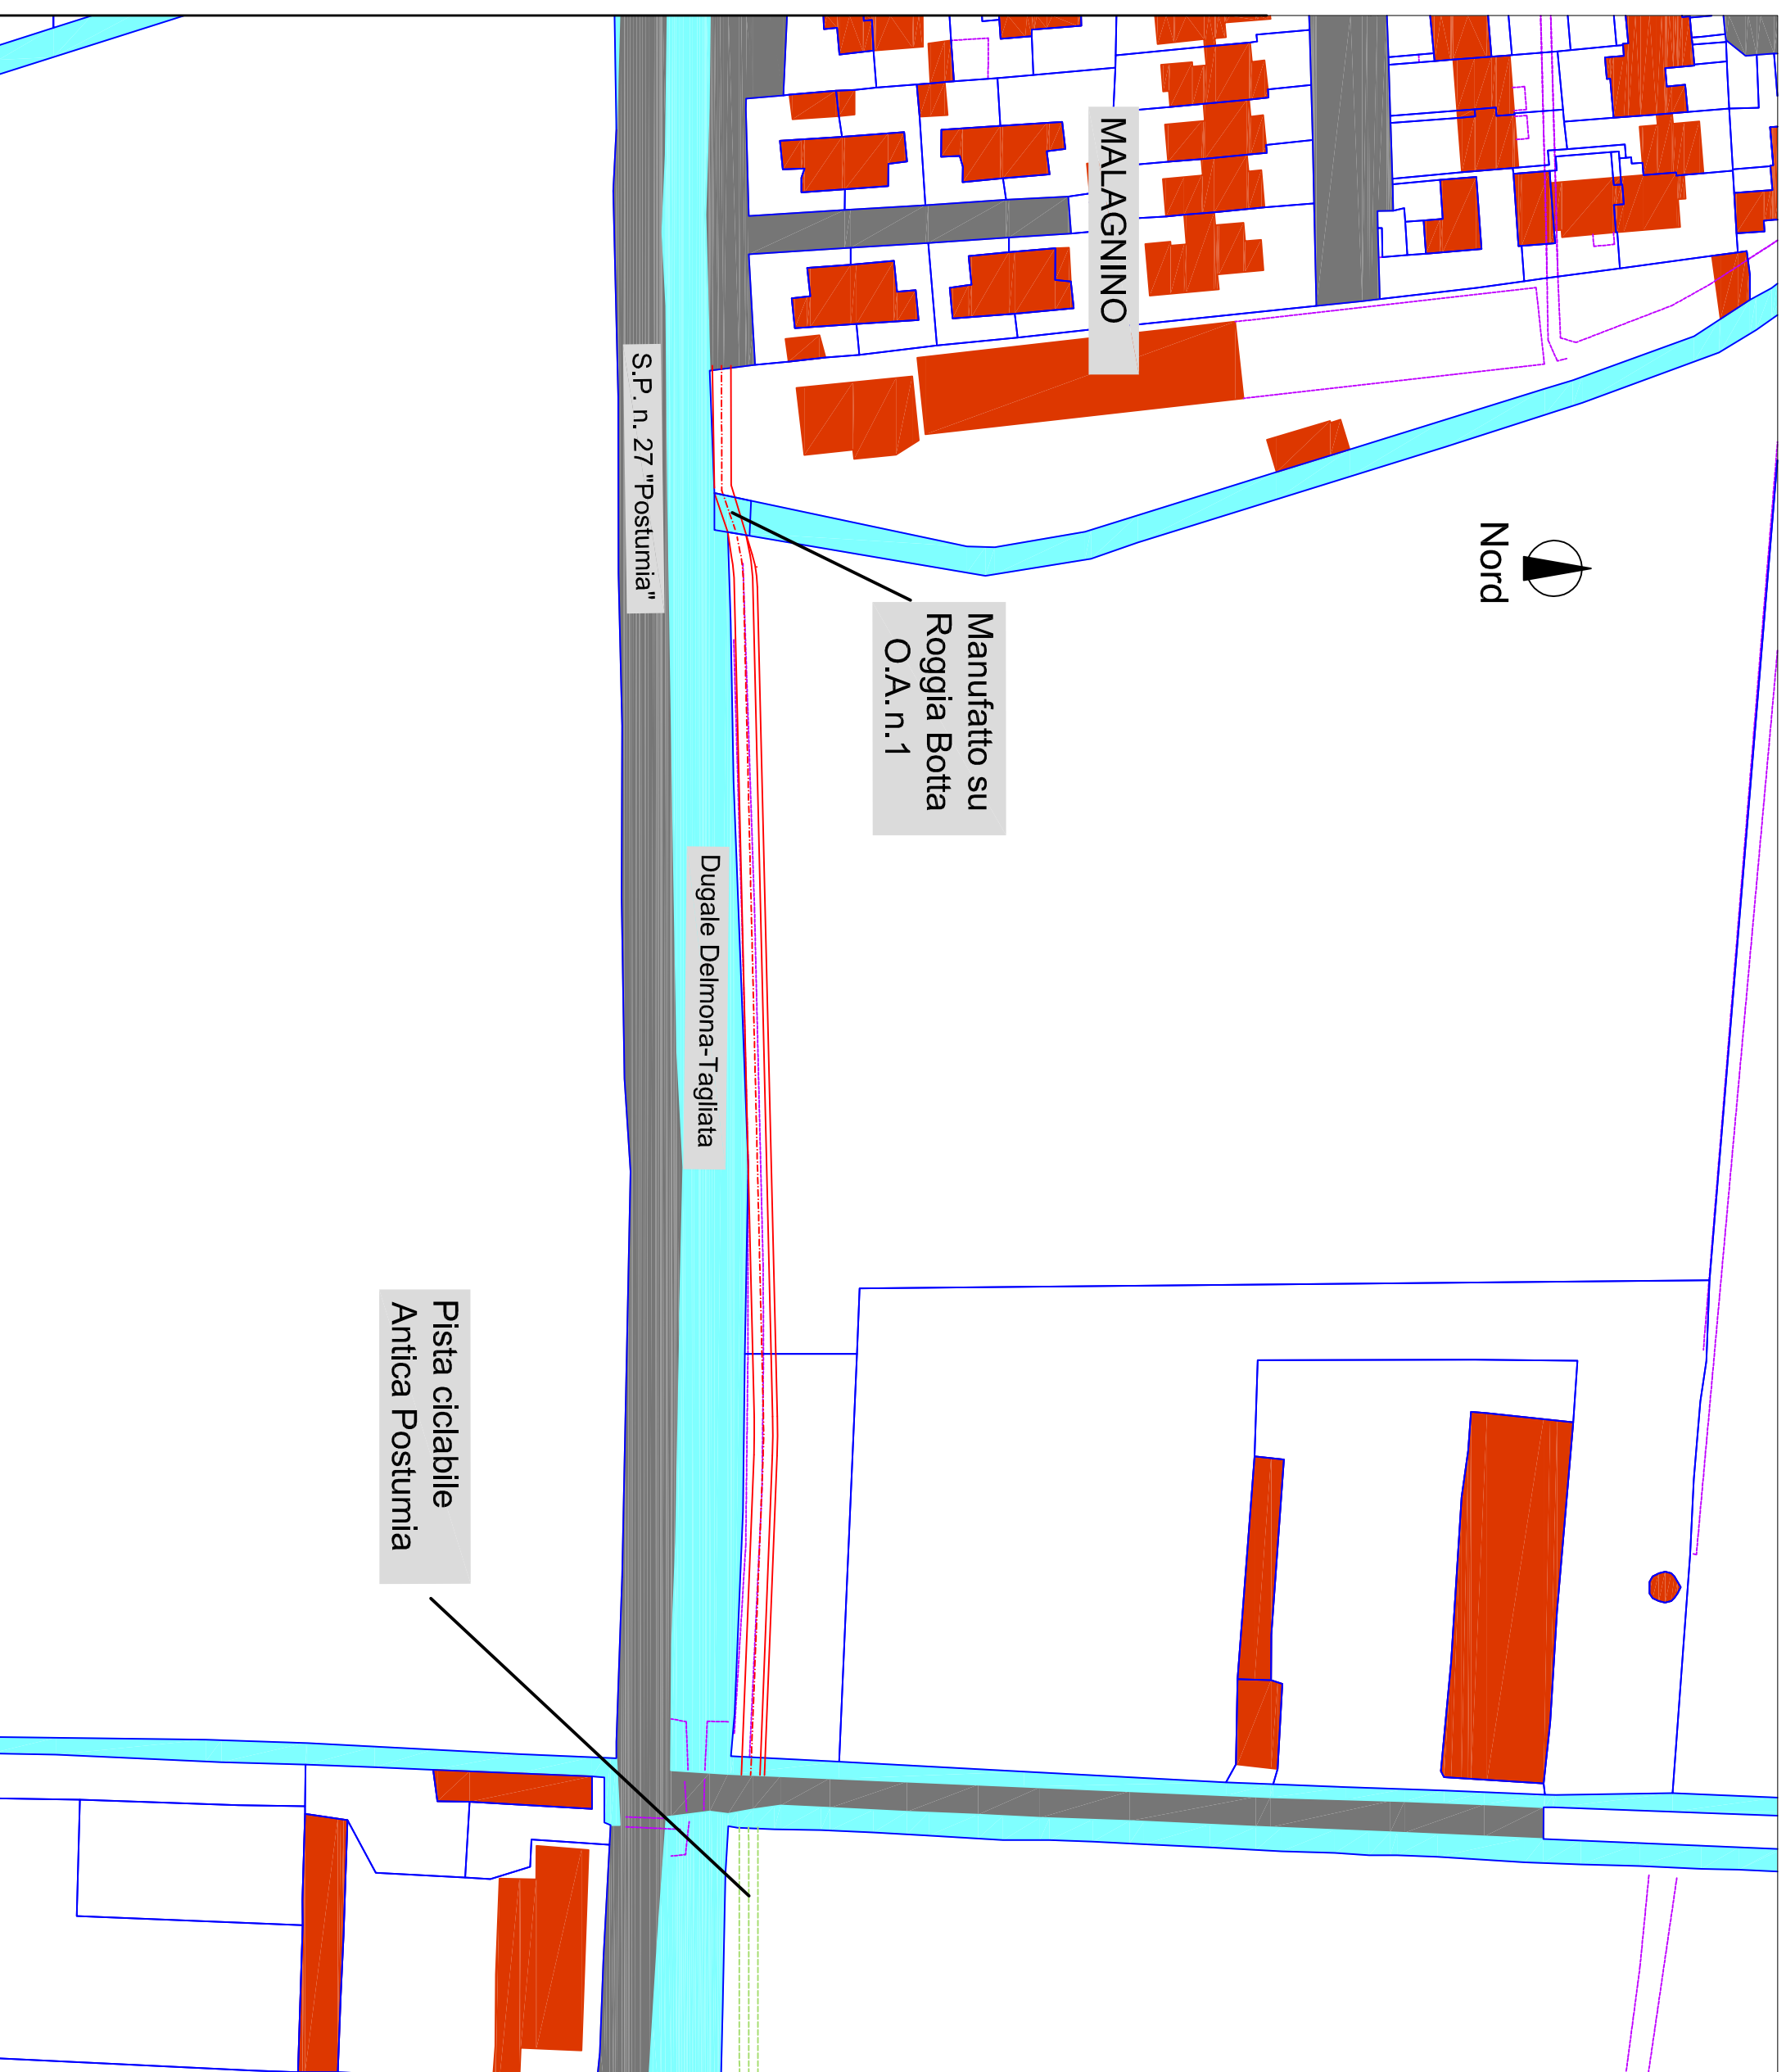 MALAGNINO
Nord
S.P. n. 27 "Postumia"
Manufatto su
Roggia Botta
O.A. n.1
Dugale Delmona-Tagliata
Pista ciclabile
Antica Postumia